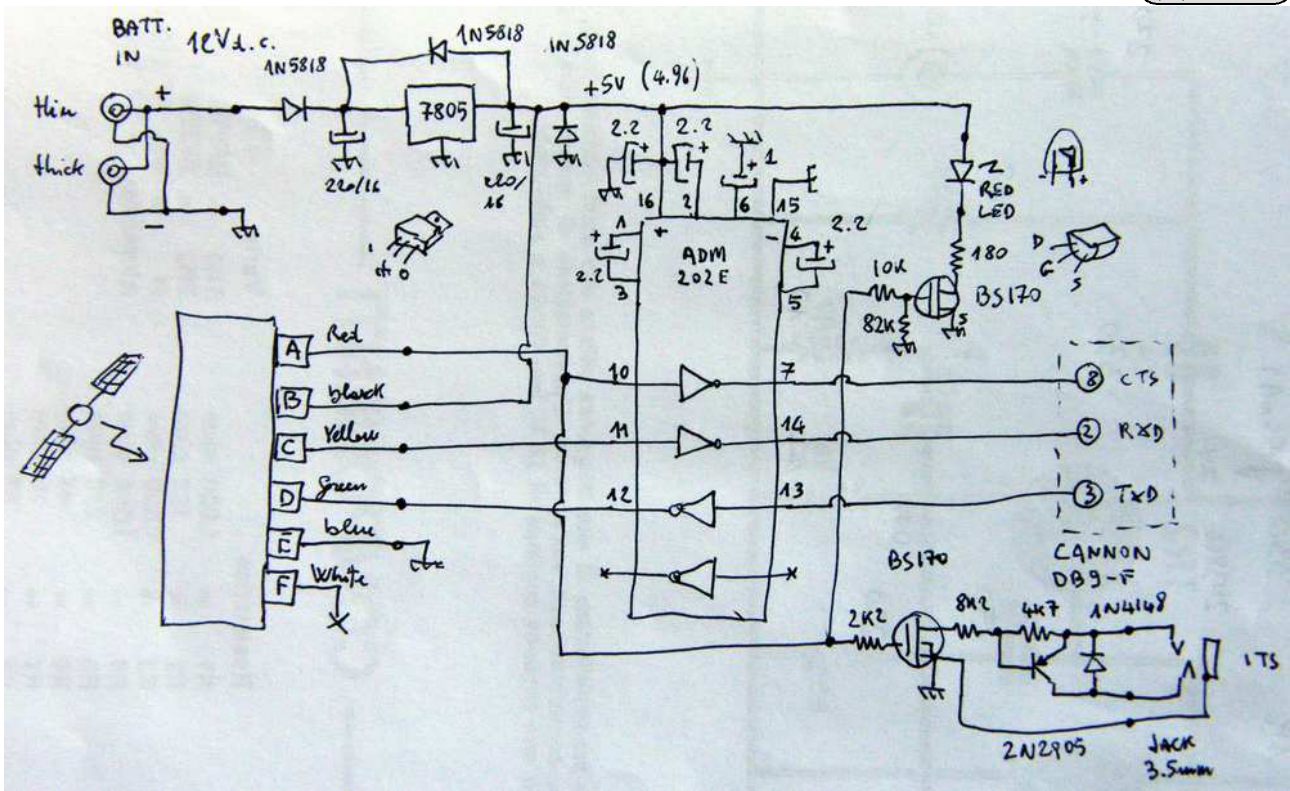 BATT.
IN
12V d.c.
1N5818
1N5818
1N5818
+5V (4.96)
thin
+
7805
thick
220/16
220/
16
-
2.2
+
2.2
+
+
1
16
2
6
15
2
RED
LED
- +
1
+
2.2
3
+
-
ADM
202E
4
2.2
+
5
180
10K
82K
BS170
S
D
G
S
A Red
B black
C Yellow
D Green
E blue
F White
10
7
8 CTS
11
14
2 RXD
12
13
3 TXD
CANNON
DB9-F
BS170
2K2
8K2
4K7
1N4148
1TS
2N2905
JACK
3.5mm